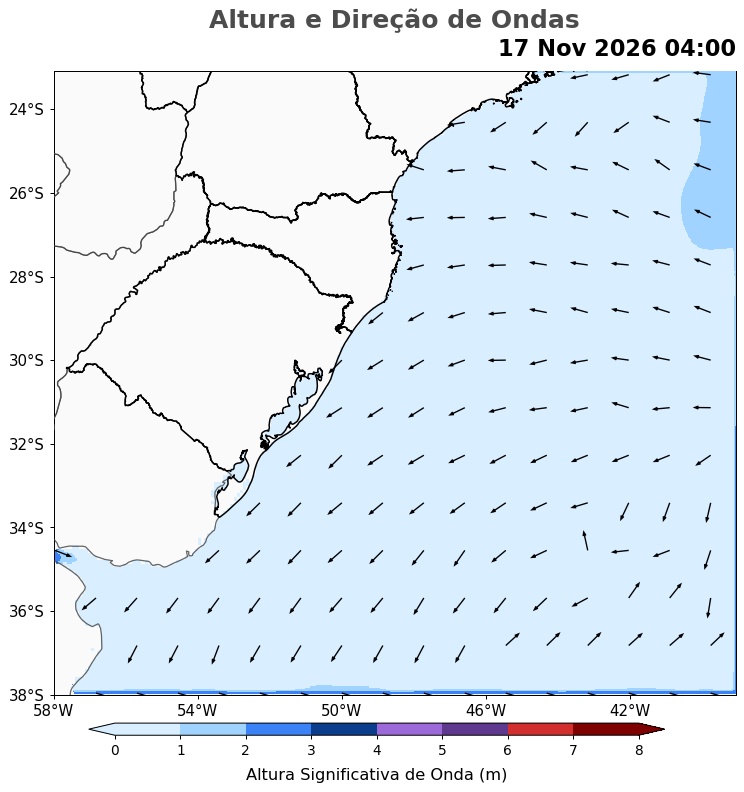 Altura e Direção de Ondas
17 Nov 2026 04:00
24°S
26°S
28°S
30°S
32°S
34°S
36°S
38°S
58°W 54°W 50°W 46°W 42°W
0 1 2 3 4 5 6 7 8
Altura Significativa de Onda (m)